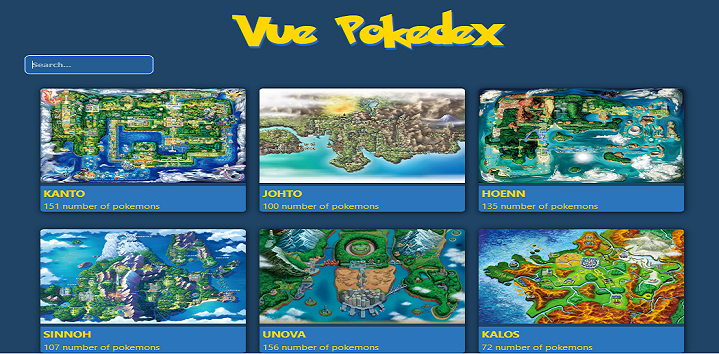 Vue Pokedex
Search...
KANTO
151 number of pokemons
JOHTO
100 number of pokemons
HOENN
135 number of pokemons
SINNOH
107 number of pokemons
UNOVA
156 number of pokemons
KALOS
72 number of pokemons